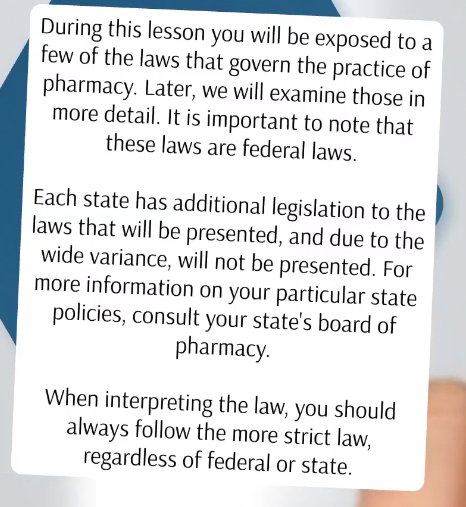 During this lesson you will be exposed to a
few of the laws that govern the practice of
pharmacy. Later, we will examine those in
more detail. It is important to note that
these laws are federal laws.
Each state has additional legislation to the
laws that will be presented, and due to the
wide variance, will not be presented. For
more information on your particular state
policies, consult your state's board of
pharmacy.
When interpreting the law, you should
always follow the more strict law,
regardless of federal or state.